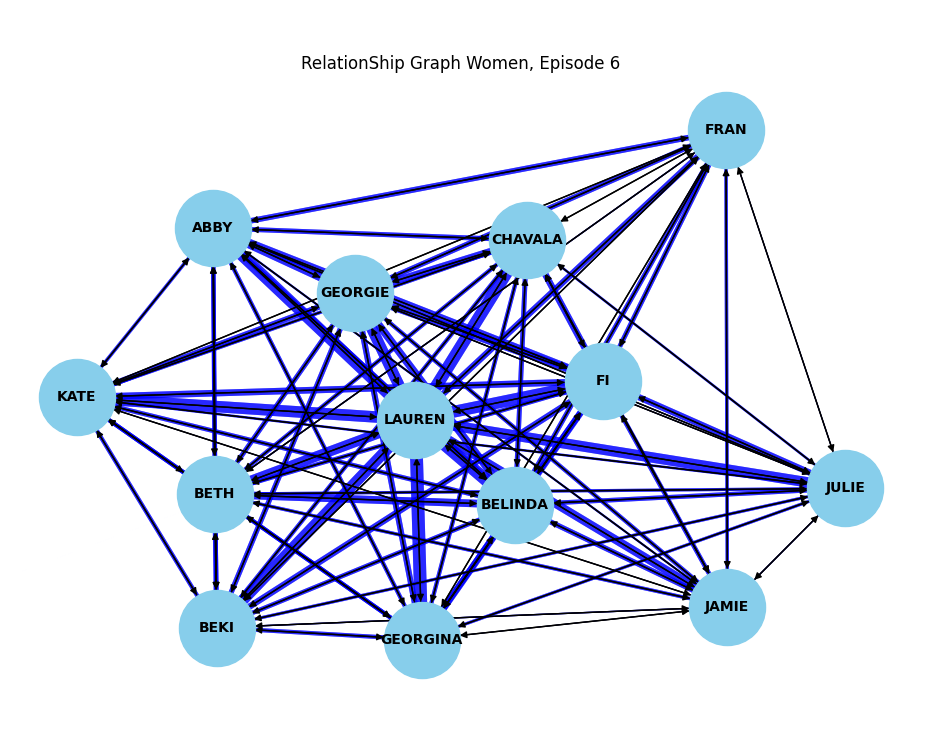 RelationShip Graph Women, Episode 6
FRAN
ABBY
CHAVALA
GEORGIE
FI
KATE
LAUREN
JULIE
BETH
BELINDA
JAMIE
BEKI
GEORGINA